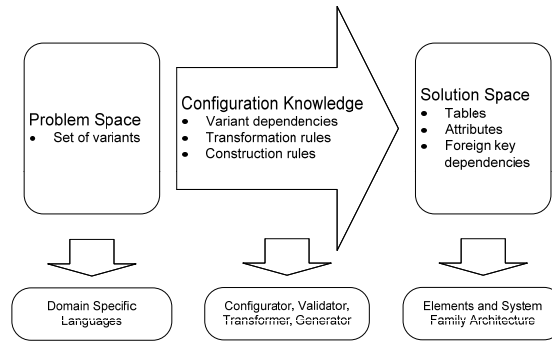 Problem Space
• Set of variants
Configuration Knowledge
• Variant dependencies
• Transformation rules
• Construction rules
Solution Space
• Tables
• Attributes
• Foreign key
dependencies
Domain Specific
Languages
Configurator, Validator,
Transformer, Generator
Elements and System
Family Architecture